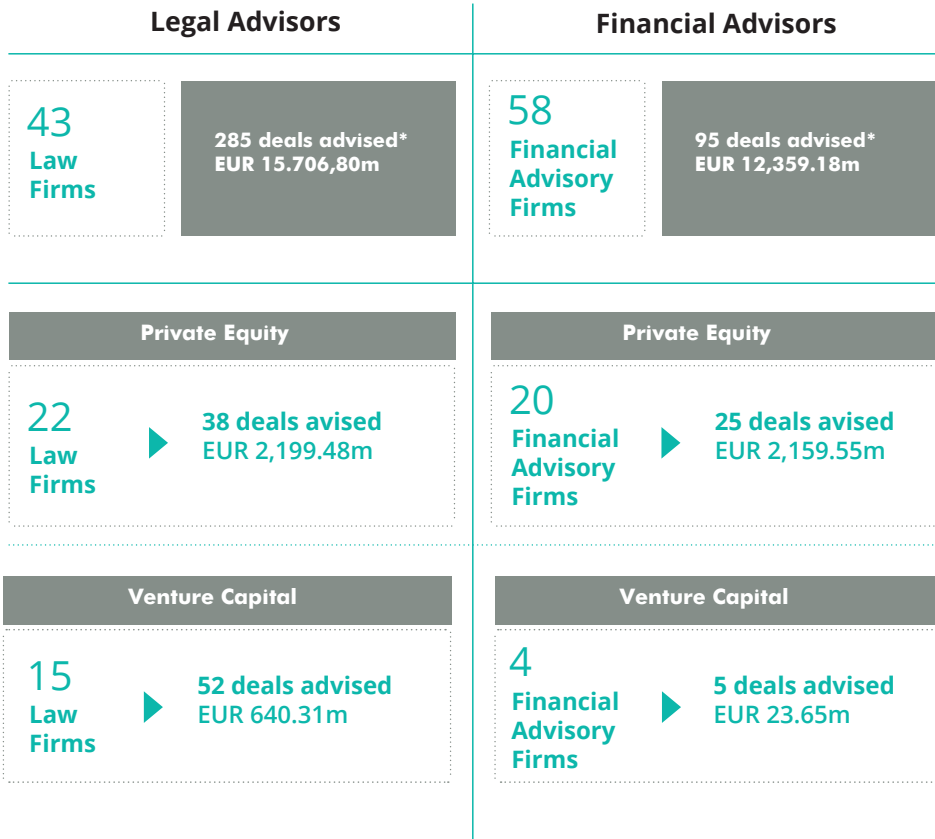 Legal Advisors
Financial Advisors
43
Law
Firms
285 deals advised*
EUR 15.706,80m
58
Financial
Advisory
Firms
95 deals advised*
EUR 12,359.18m
Private Equity
22
Law
Firms
38 deals avised
EUR 2,199.48m
Private Equity
20
Financial
Advisory
Firms
25 deals avised
EUR 2,159.55m
Venture Capital
15
Law
Firms
52 deals advised
EUR 640.31m
Venture Capital
4
Financial
Advisory
Firms
5 deals advised
EUR 23.65m